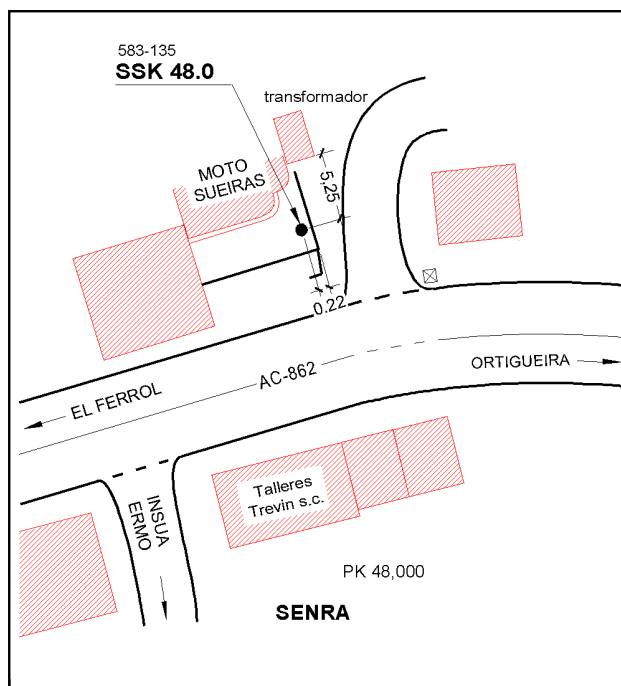 583-135
SSK 48.0
transformador
MOTO
SUEIRAS
5,25
0.22
AC-862
EL FERROL
ORTIGUEIRA
INSUA
ERMO
Talleres
Trevin s.c.
PK 48,000
SENRA